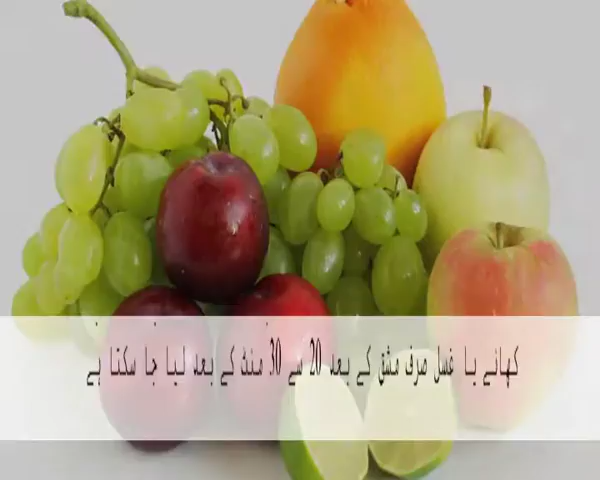 کھانے یا غسل صرف مشق کے بعد 20 سے 30 منٹ کے بعد لیا جا سکتا ہے